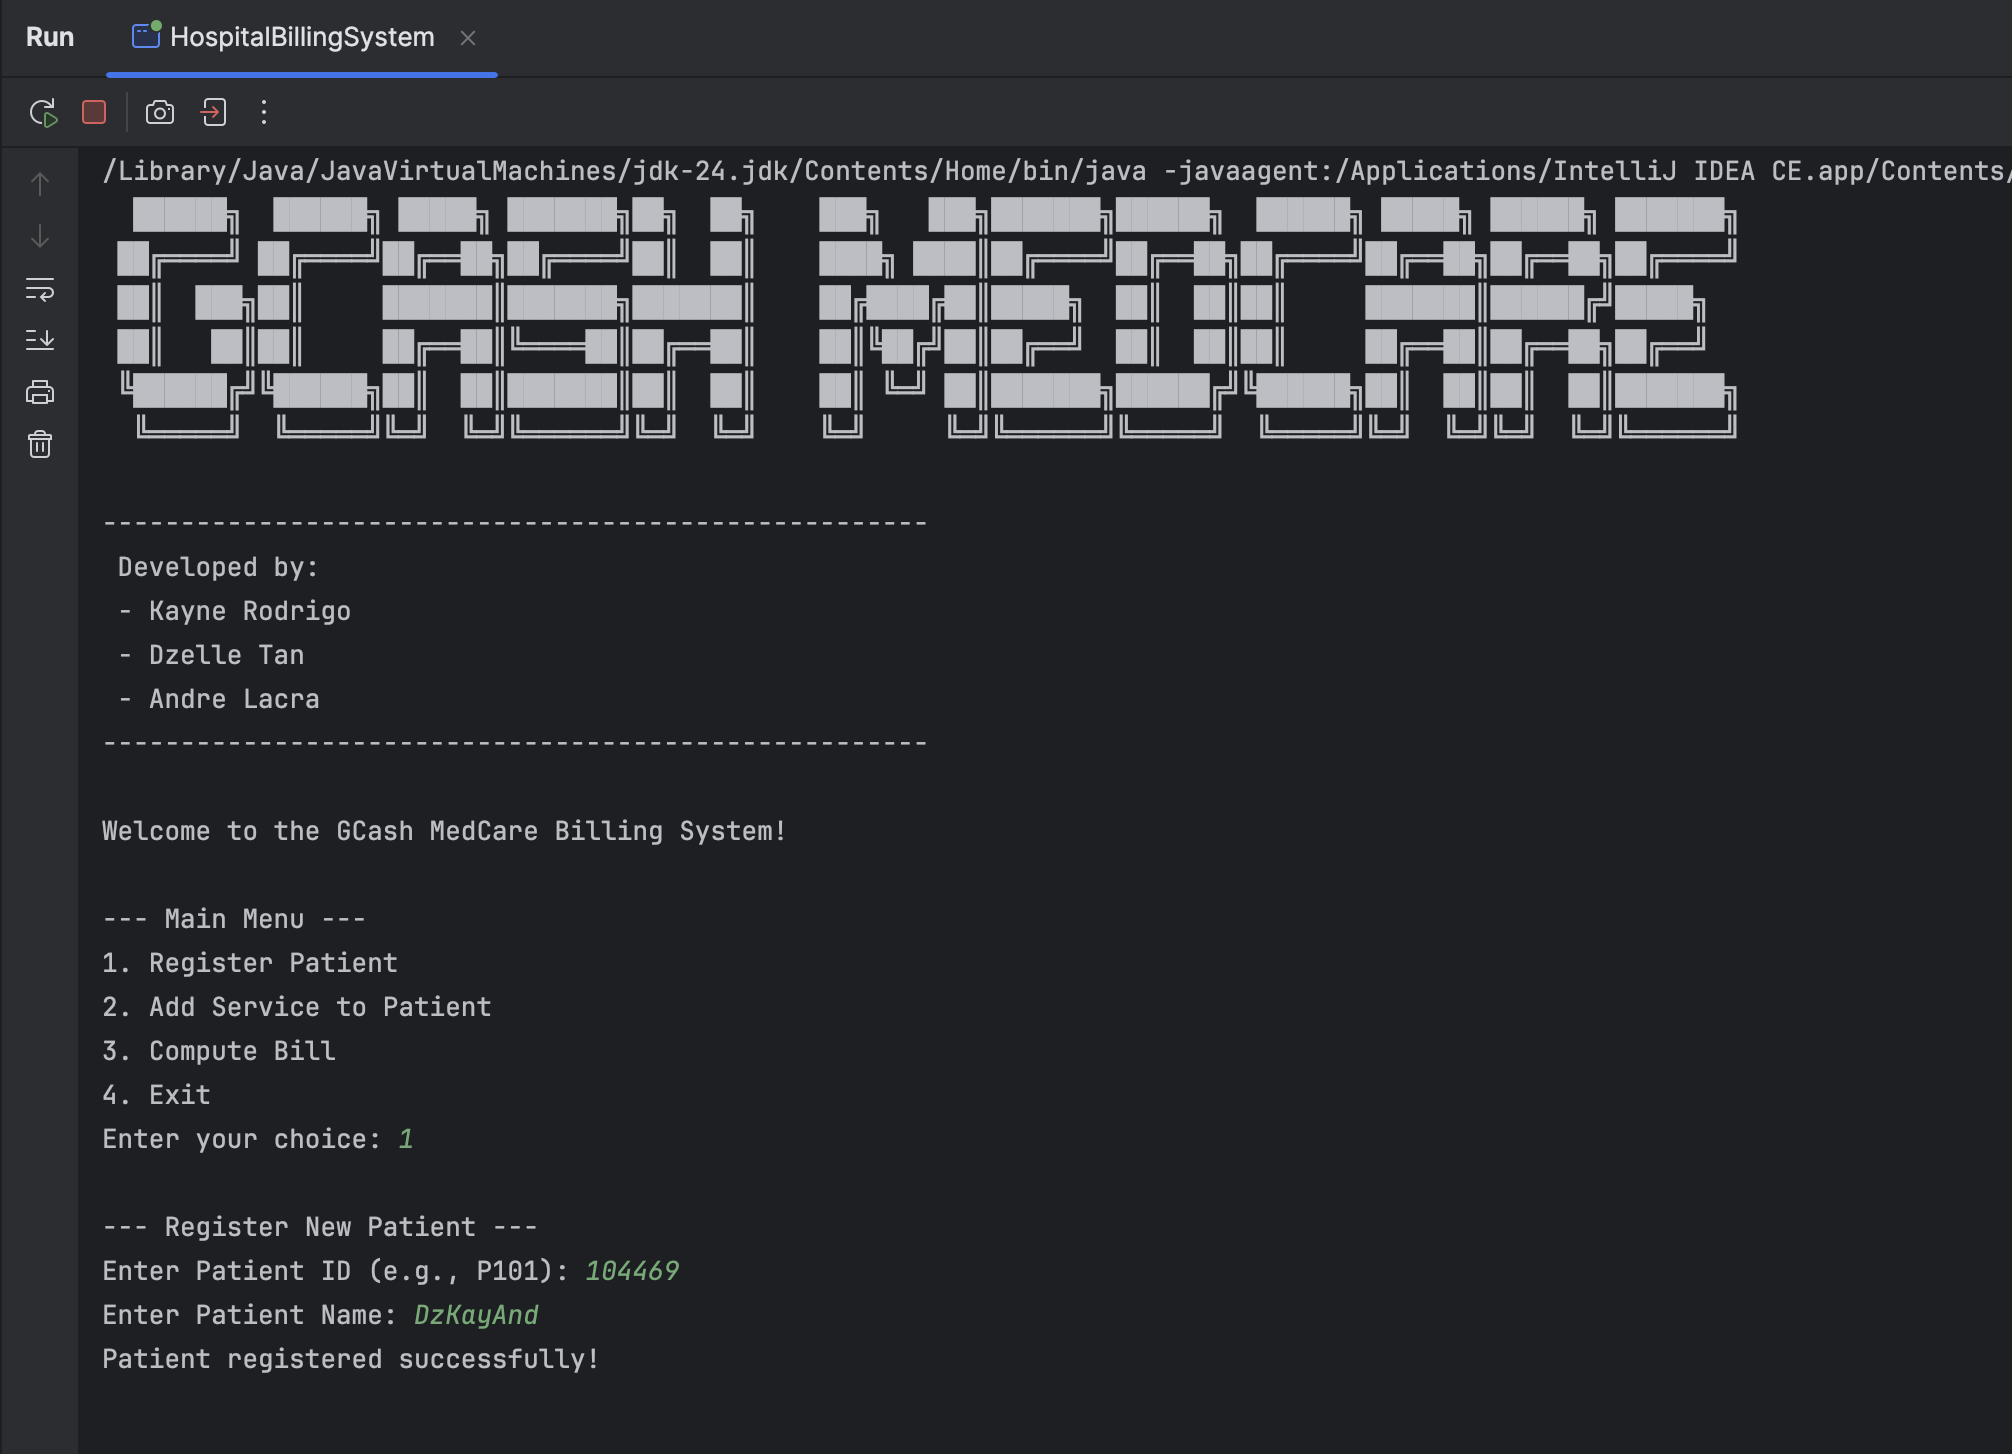 Run HospitalBillingSystem
/Library/Java/JavaVirtualMachines/jdk-24.jdk/Contents/Home/bin/java -javaagent:/Applications/IntelliJ IDEA CE.app/Contents/
GCASH MEDCARE
-----------------------------------------------------
Developed by:
- Kayne Rodrigo
- Dzelle Tan
- Andre Lacra
-----------------------------------------------------
Welcome to the GCash MedCare Billing System!
--- Main Menu ---
1. Register Patient
2. Add Service to Patient
3. Compute Bill
4. Exit
Enter your choice: 1
--- Register New Patient ---
Enter Patient ID (e.g., P101): 104469
Enter Patient Name: DzKayAnd
Patient registered successfully!